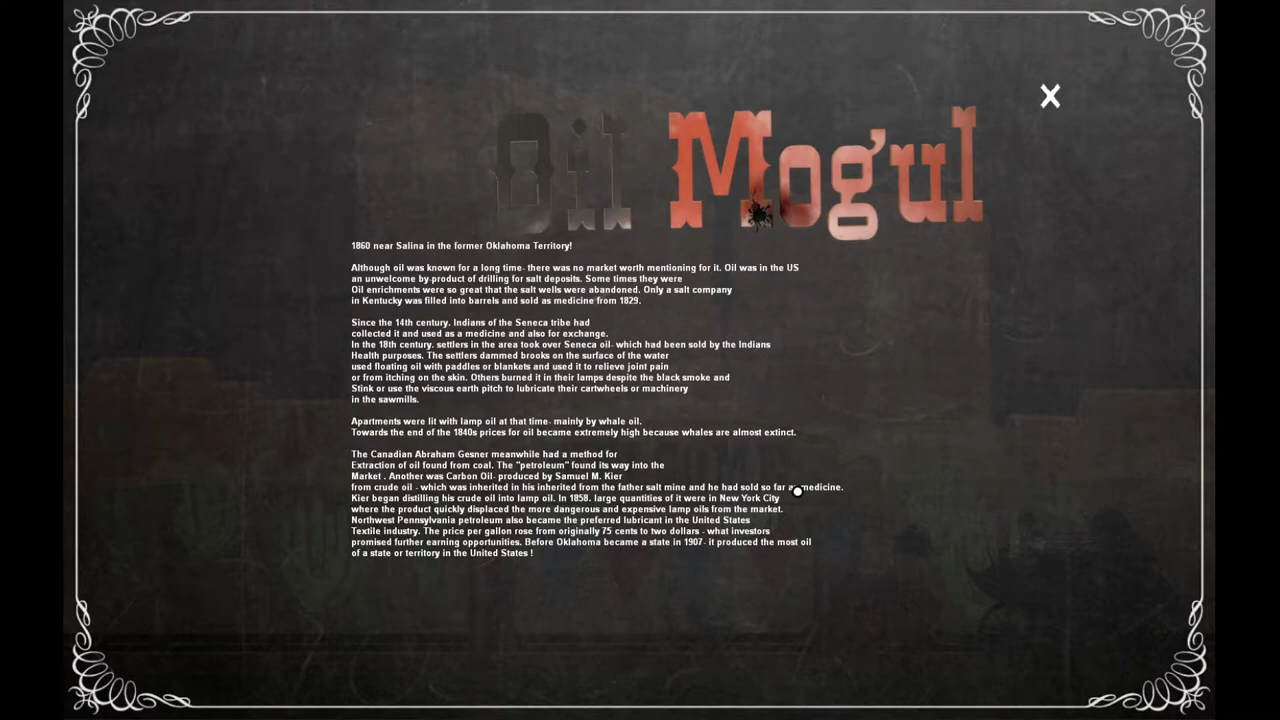 Oil Mogul
X
1860 near Salina in the former Oklahoma Territory!
Although oil was known for a long time- there was no market worth mentioning for it. Oil was in the US
an unwelcome by-product of drilling for salt deposits. Some times they were
Oil enrichments were so great that the salt wells were abandoned. Only a salt company
in Kentucky was filled into barrels and sold as medicine from 1829.
Since the 14th century. Indians of the Seneca tribe had
collected it and used as a medicine and also for exchange.
In the 18th century. settlers in the area took over Seneca oil- which had been sold by the Indians
Health purposes. The settlers dammed brooks on the surface of the water
used floating oil with paddles or blankets and used it to relieve joint pain
or from itching on the skin. Others burned it in their lamps despite the black smoke and
Stink or use the viscous earth pitch to lubricate their cartwheels or machinery
in the sawmills.
Apartments were lit with lamp oil at that time- mainly by whale oil.
Towards the end of the 1840s prices for oil became extremely high because whales are almost extinct.
The Canadian Abraham Gesner meanwhile had a method for
Extraction of oil found from coal. The "petroleum" found its way into the
Market . Another was Carbon Oil- produced by Samuel M. Kier
from crude oil - which was inherited in his inherited from the father salt mine and he had sold so far medicine.
Kier began distilling his crude oil into lamp oil. In 1858. large quantities of it were in New York City
where the product quickly displaced the more dangerous and expensive lamp oils from the market.
Northwest Pennsylvania petroleum also became the preferred lubricant in the United States
Textile industry. The price per gallon rose from originally 75 cents to two dollars - what investors
promised further earning opportunities. Before Oklahoma became a state in 1907- it produced the most oil
of a state or territory in the United States !